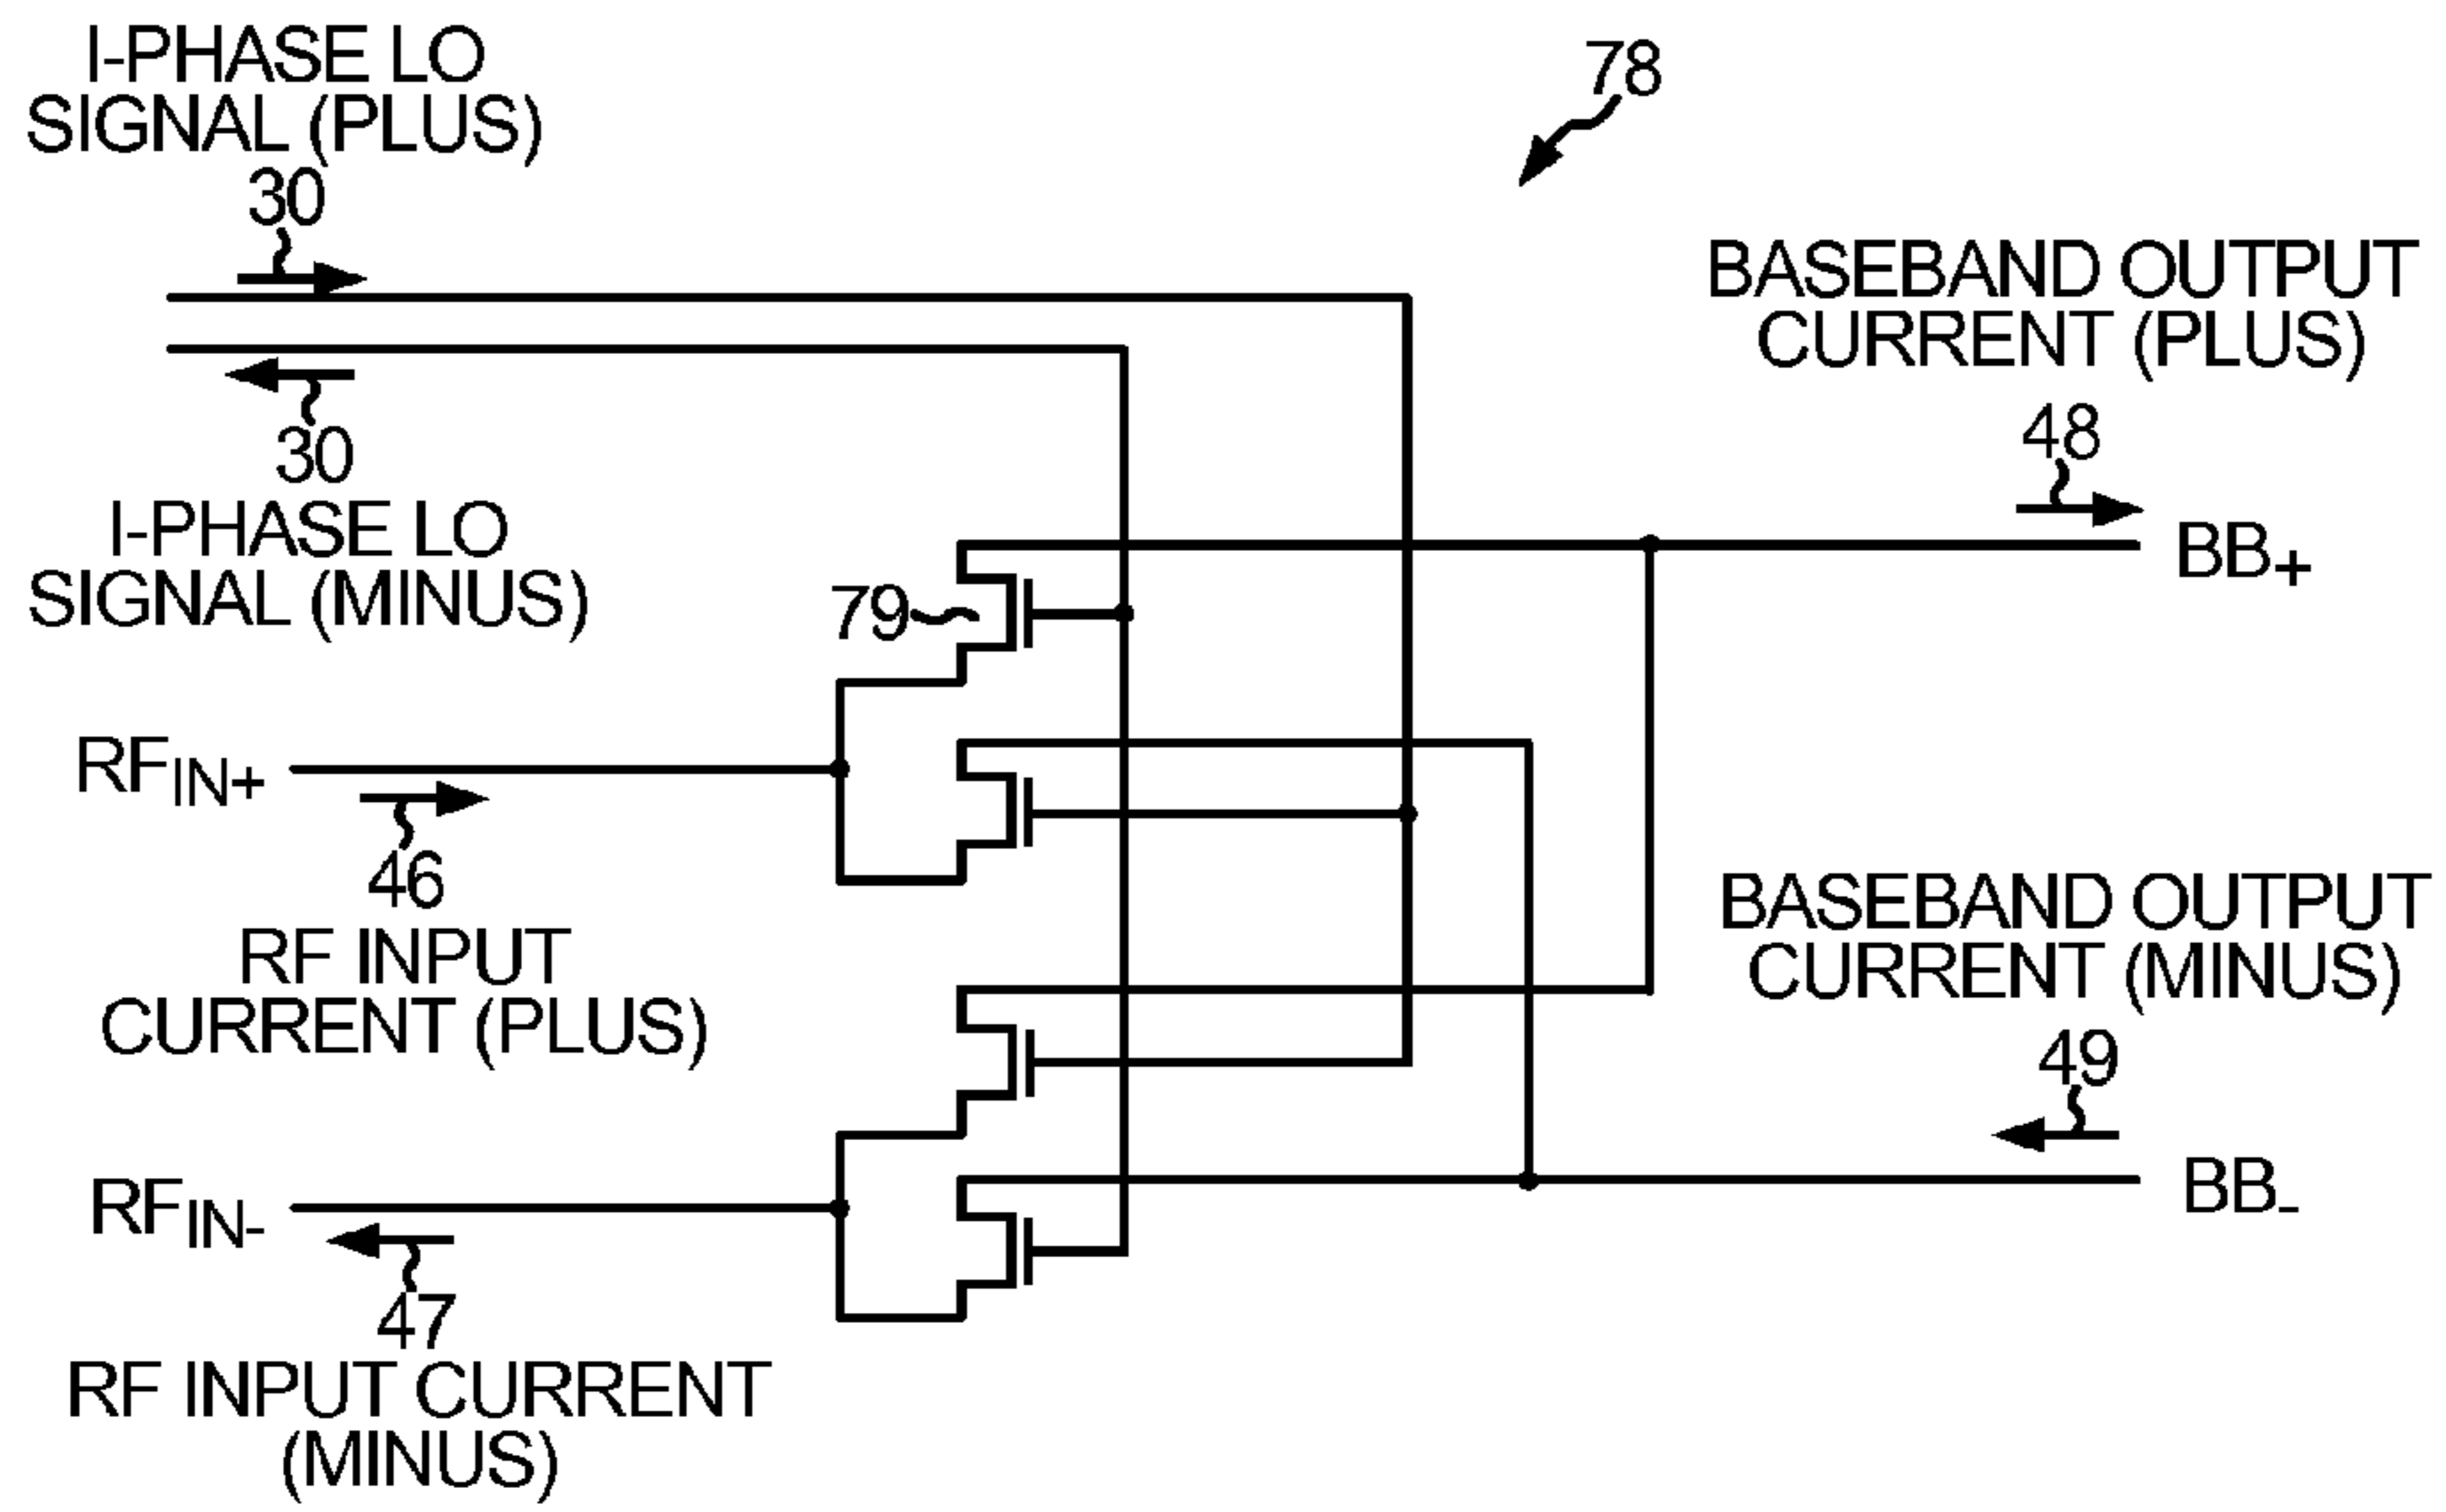 I-PHASE LO
SIGNAL (PLUS)
30
78
30
I-PHASE LO
SIGNAL (MINUS)
BASEBAND OUTPUT
CURRENT (PLUS)
48
BB+
79
RFIN+
46
RF INPUT
CURRENT (PLUS)
BASEBAND OUTPUT
CURRENT (MINUS)
49
BB-
RFIN-
47
RF INPUT CURRENT
(MINUS)